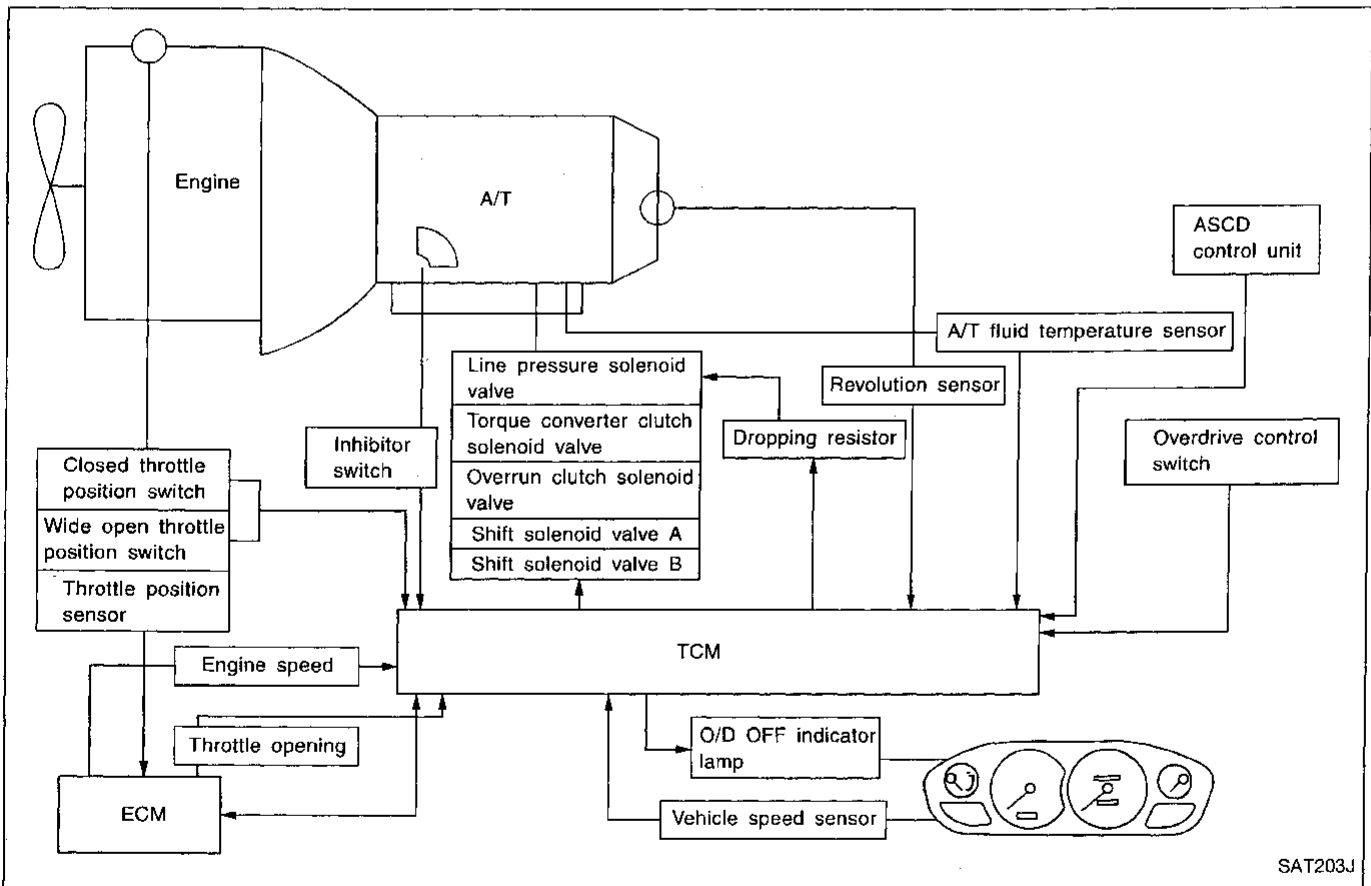 Engine
A/T
ASCD
control unit
A/T fluid temperature sensor
Line pressure solenoid
valve
Revolution sensor
Torque converter clutch
solenoid valve
Dropping resistor
Overdrive control
switch
Inhibitor
switch
Closed throttle
position switch
Overrun clutch solenoid
valve
Wide open throttle
position switch
Shift solenoid valve A
Shift solenoid valve B
Throttle position
sensor
TCM
Engine speed
Throttle opening
O/D OFF indicator
lamp
ECM
Vehicle speed sensor
SAT203J